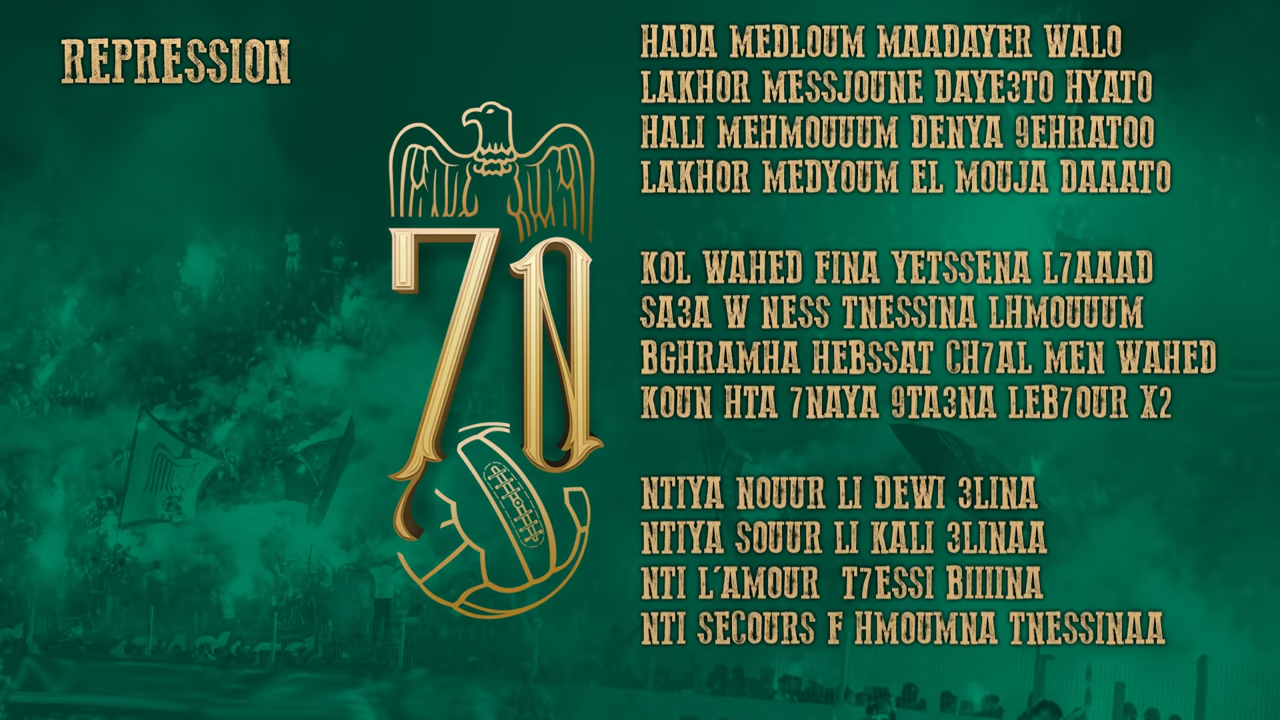 REPRESSION
70
HADA MEDLOUM MAADAYER WALO
LAKHOR MESSJOUNE DAYE3TO HYATO
HALI MEHMOUUUM DENYA 9EHRATOO
LAKHOR MEDYOUM EL MOUJA DAAATO
KOL WAHED FINA YETSSENA L7AAAD
SA3A W NESS TNESSINA LHMOUUUM
BGHRAMHA HEBSSAT CH7AL MEN WAHED
KOUN HTA 7NAYA 9TA3NA LEB7OUR X2
NTIYA NOUUR LI DEWI 3LINA
NTIYA SOUUR LI KALI 3LINAA
NTI L'AMOUR T7ESSI BIIIINA
NTI SECOURS F HMOUMNA TNESSINAA